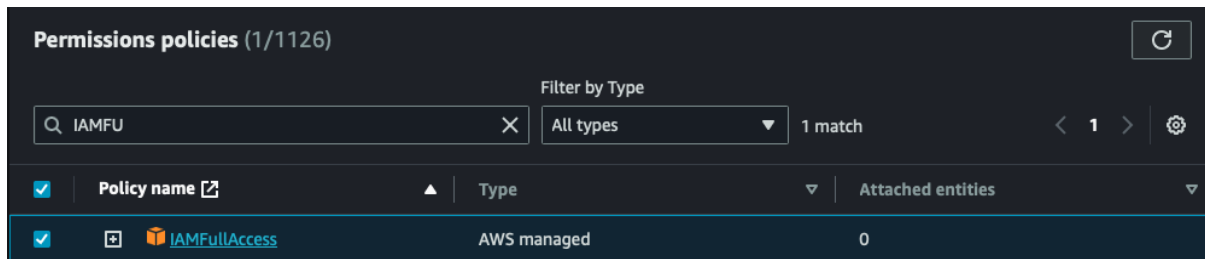 Permissions policies (1/1126)
Filter by Type
IAMFU All types 1 match 1
Policy name Type Attached entities
IAMFullAccess AWS managed 0